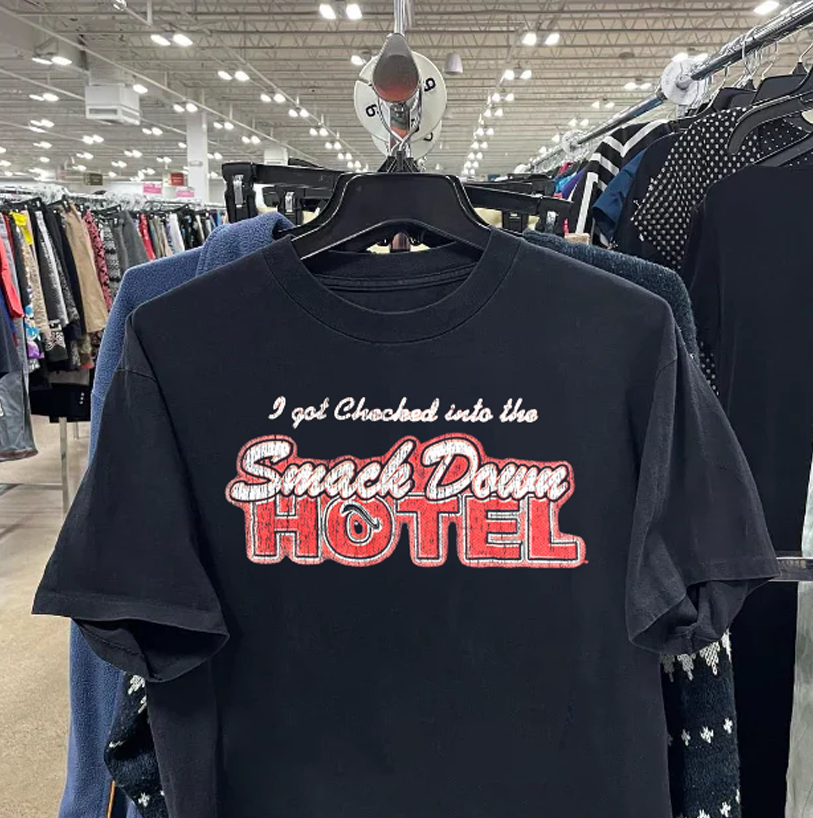 I got Checked into the
Smack Down
HOTEL